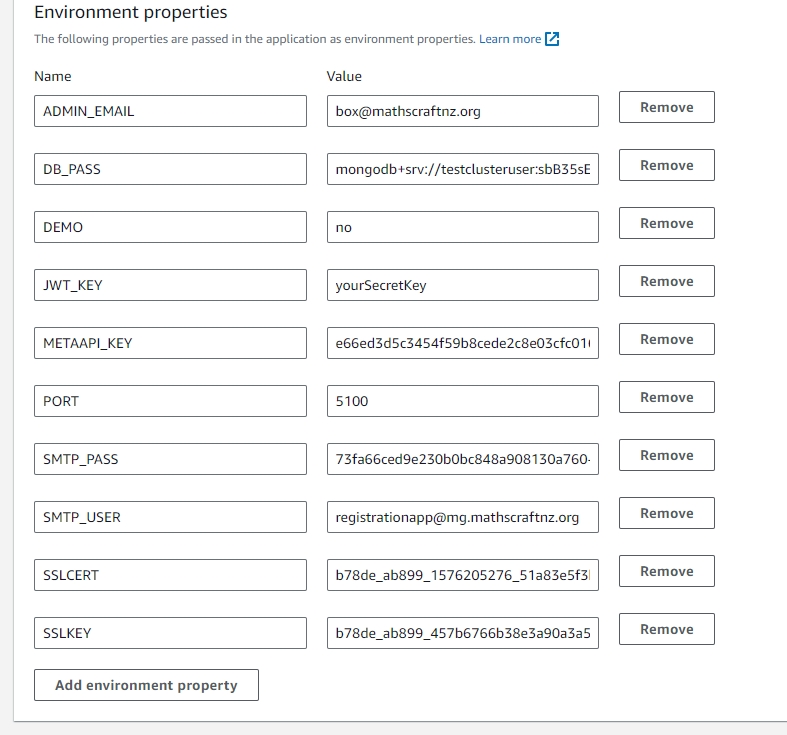 Environment properties
The following properties are passed in the application as environment properties. Learn more
Name Value
ADMIN_EMAIL box@mathscraftnz.org Remove
DB_PASS mongodb+srv://testclusteruser:sbB35sE Remove
DEMO no Remove
JWT_KEY yourSecretKey Remove
METAAPI_KEY e66ed3d5c3454f59b8cede2c8e03cfc01 Remove
PORT 5100 Remove
SMTP_PASS 73fa66ced9e230b0bc848a908130a760- Remove
SMTP_USER registrationapp@mg.mathscraftnz.org Remove
SSLCERT b78de_ab899_1576205276_51a83e5f3 Remove
SSLKEY b78de_ab899_457b6766b38e3a90a3a5 Remove
Add environment property